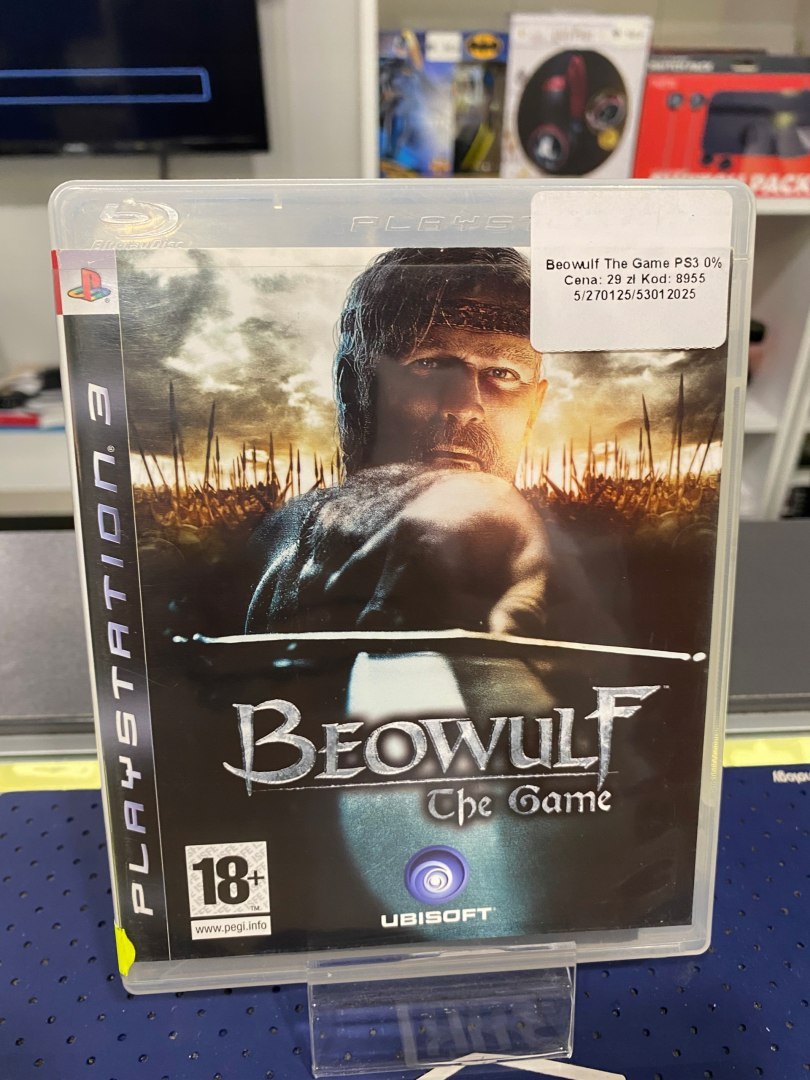 PLAYST
Blu-ray Disc
Beowulf The Game PS3 0%
Cena: 29 zł Kod: 8955
5/270125/53012025
PLAYSTATION 3
BEOWULF
The Game
18+
www.pegi.info
UBISOFT
PACK